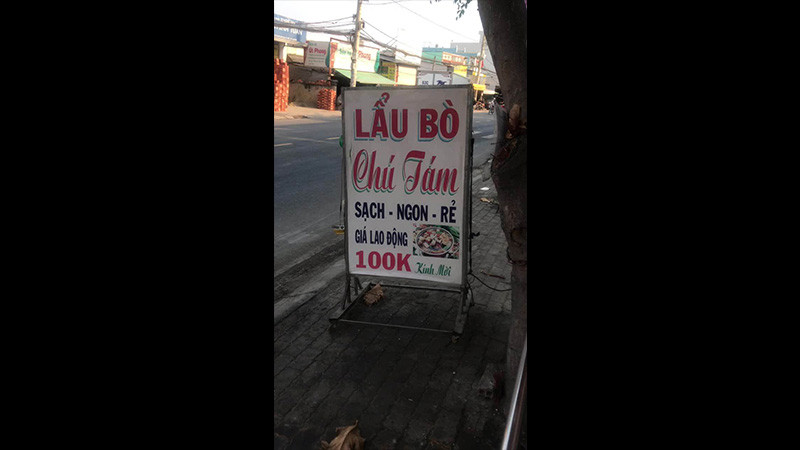 LẨU BÒ
Chú Tám
SẠCH - NGON - RẺ
GIÁ LAO ĐỘNG
100K
Kính Mời